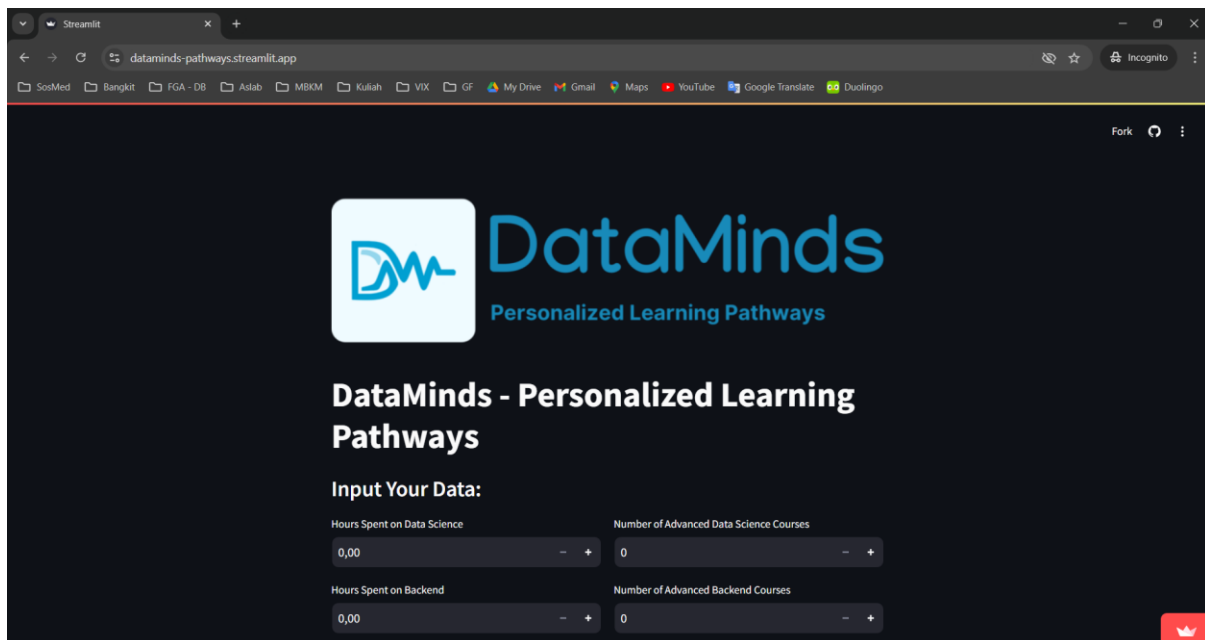 Streamlit
dataminds-pathways.streamlit.app
Incognito
SosMed Bangkit FGA - DB Aslab MBKM Kuliah VIX GF My Drive Gmail Maps YouTube Google Translate Duolingo
Fork
DataMinds
Personalized Learning Pathways
DataMinds - Personalized Learning
Pathways
Input Your Data:
Hours Spent on Data Science Number of Advanced Data Science Courses
0,00 − + 0 − +
Hours Spent on Backend Number of Advanced Backend Courses
0,00 − + 0 − +